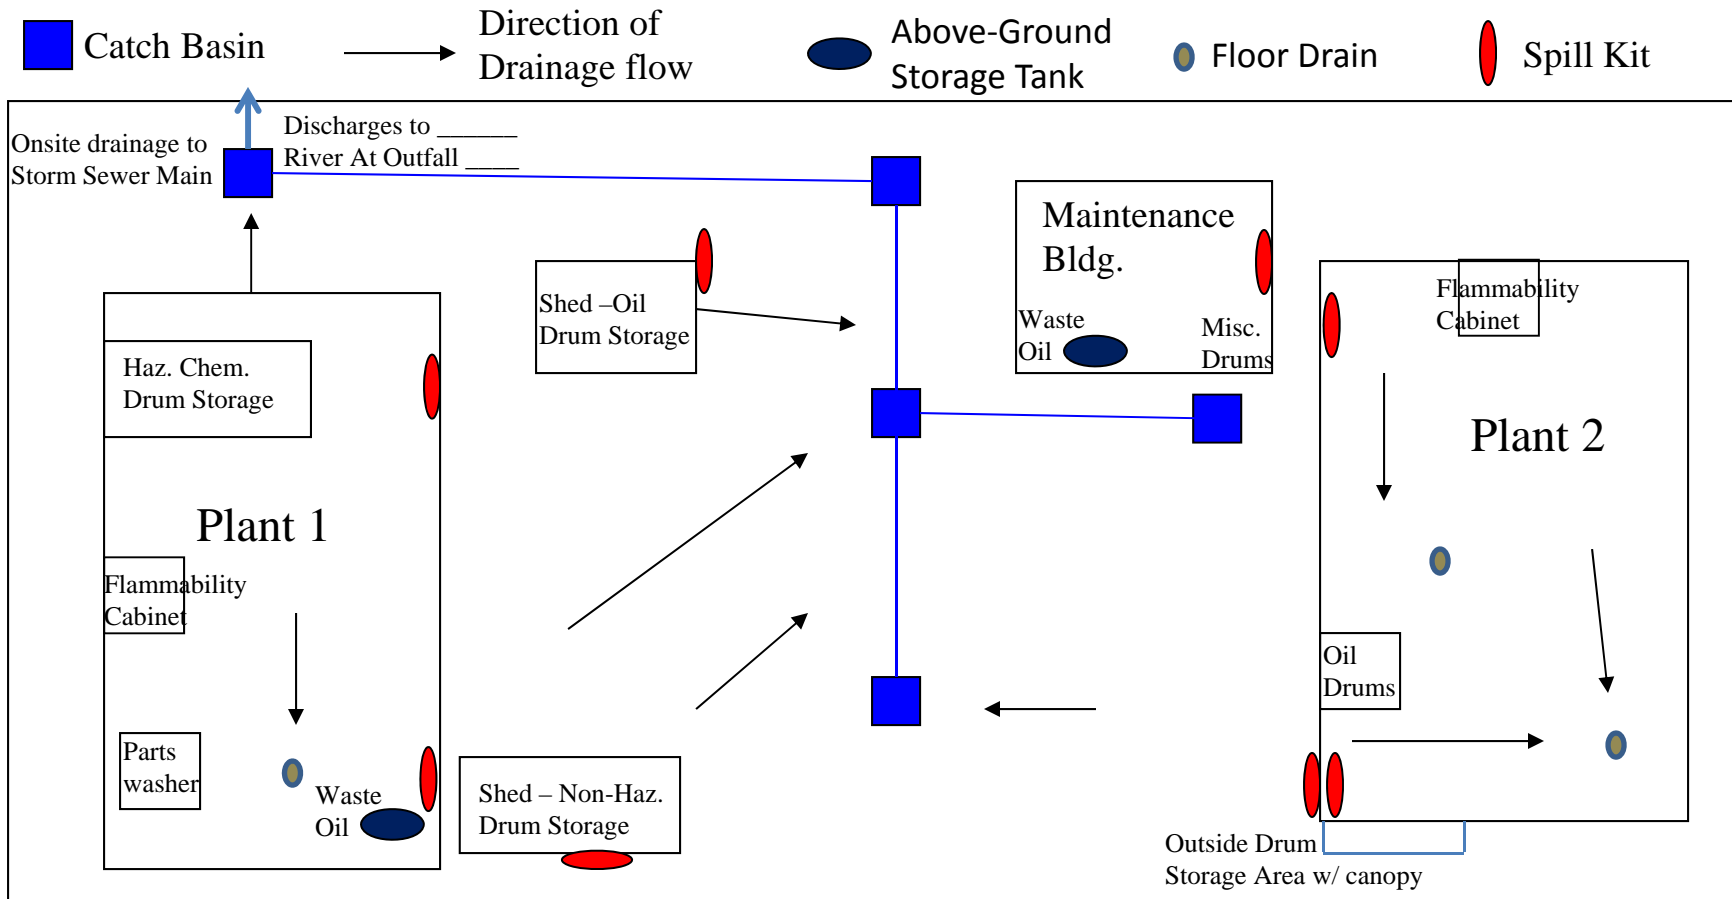 Catch Basin
Direction of
Drainage flow
Above-Ground
Storage Tank
Floor Drain
Spill Kit
Onsite drainage to
Storm Sewer Main
Discharges to ______
River At Outfall ____
Maintenance
Bldg.
Waste
Oil
Misc.
Drums
Shed –Oil
Drum Storage
Flammability
Cabinet
Haz. Chem.
Drum Storage
Plant 2
Plant 1
Flammability
Cabinet
Oil
Drums
Parts
washer
Waste
Oil
Shed – Non-Haz.
Drum Storage
Outside Drum
Storage Area w/ canopy